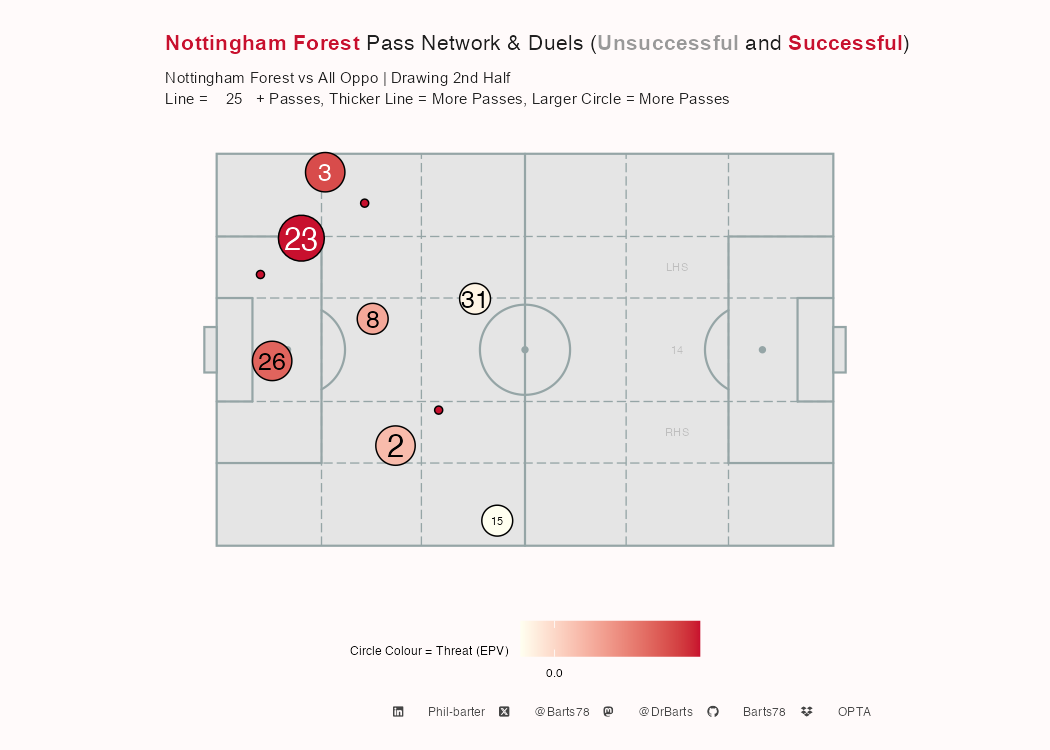 Nottingham Forest Pass Network & Duels (Unsuccessful and Successful)
Nottingham Forest vs All Oppo | Drawing 2nd Half
Line = 25 + Passes, Thicker Line = More Passes, Larger Circle = More Passes
3
23
LHS
31
8
14
26
RHS
2
15
Circle Colour = Threat (EPV)
0.0
Phil-barter @Barts78 @DrBarts Barts78 OPTA